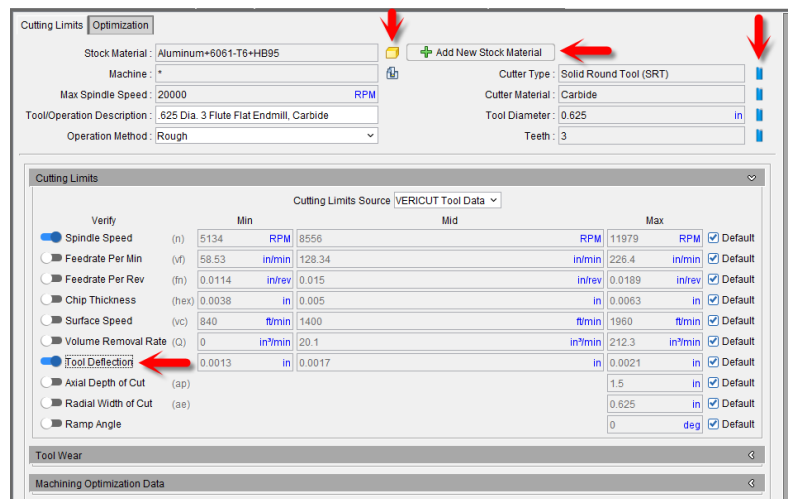 Cutting Limits Optimization
Stock Material : Aluminum+6061-T6+HB95 Add New Stock Material
Machine : * Cutter Type : Solid Round Tool (SRT)
Max Spindle Speed : 20000 RPM Cutter Material : Carbide
Tool/Operation Description : .625 Dia. 3 Flute Flat Endmill, Carbide Tool Diameter : 0.625 in
Operation Method : Rough Teeth : 3
Cutting Limits
Cutting Limits Source VERICUT Tool Data
Verify Min Mid Max
Spindle Speed (n) 5134 RPM 8556 RPM 11979 RPM Default
Feedrate Per Min (vf) 58.53 in/min 128.34 in/min 226.4 in/min Default
Feedrate Per Rev (fn) 0.0114 in/rev 0.015 in/rev 0.0189 in/rev Default
Chip Thickness (hex) 0.0038 in 0.005 in 0.0063 in Default
Surface Speed (vc) 840 ft/min 1400 ft/min 1960 ft/min Default
Volume Removal Rate (Q) 0 in³/min 20.1 in³/min 212.3 in³/min Default
Tool Deflection 0.0013 in 0.0017 in 0.0021 in Default
Axial Depth of Cut (ap) 1.5 in Default
Radial Width of Cut (ae) 0.625 in Default
Ramp Angle 0 deg Default
Tool Wear
Machining Optimization Data